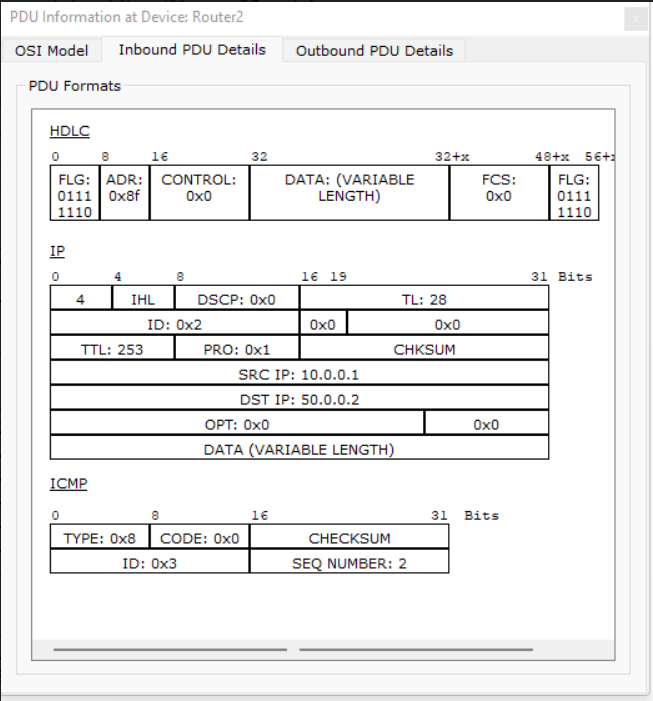 PDU Information at Device: Router2
x
OSI Model Inbound PDU Details Outbound PDU Details
PDU Formats
HDLC
0 8 16 32 32+x 48+x 56+
FLG: ADR: CONTROL: DATA: (VARIABLE FCS: FLG:
0111 0x8f 0x0 LENGTH) 0x0 0111
1110 1110
IP
0 4 8 16 19 31 Bits
4 IHL DSCP: 0x0 TL: 28
ID: 0x2 0x0 0x0
TTL: 253 PRO: 0x1 CHKSUM
SRC IP: 10.0.0.1
DST IP: 50.0.0.2
OPT: 0x0 0x0
DATA (VARIABLE LENGTH)
ICMP
0 8 16 31 Bits
TYPE: 0x8 CODE: 0x0 CHECKSUM
ID: 0x3 SEQ NUMBER: 2